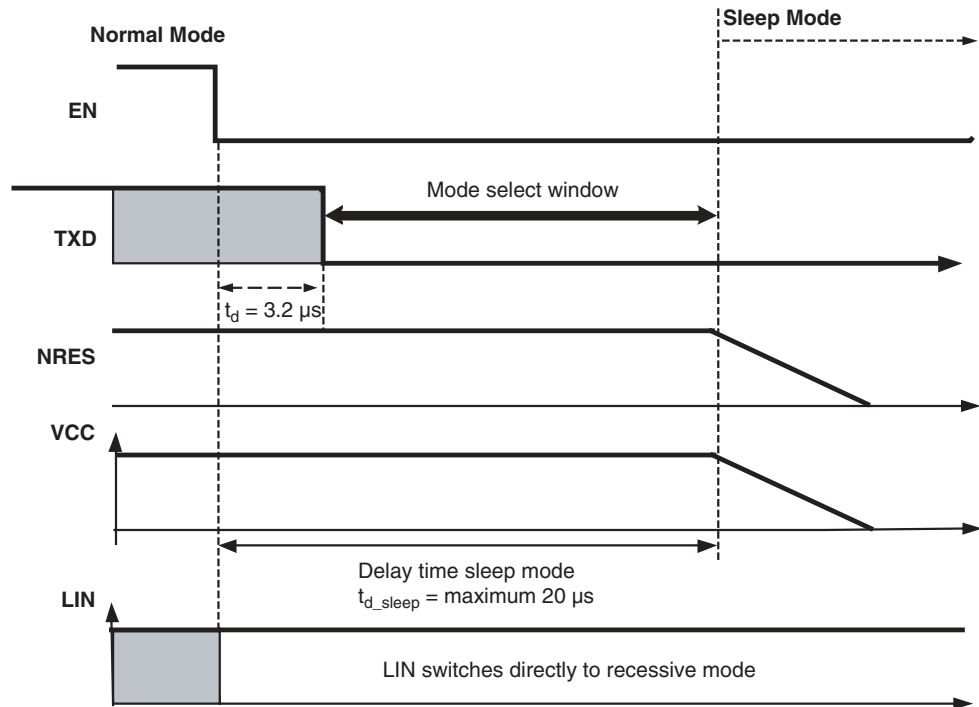 Sleep Mode
Normal Mode
EN
Mode select window
TXD
t_d = 3.2 µs
NRES
VCC
Delay time sleep mode
t_d_sleep = maximum 20 µs
LIN
LIN switches directly to recessive mode